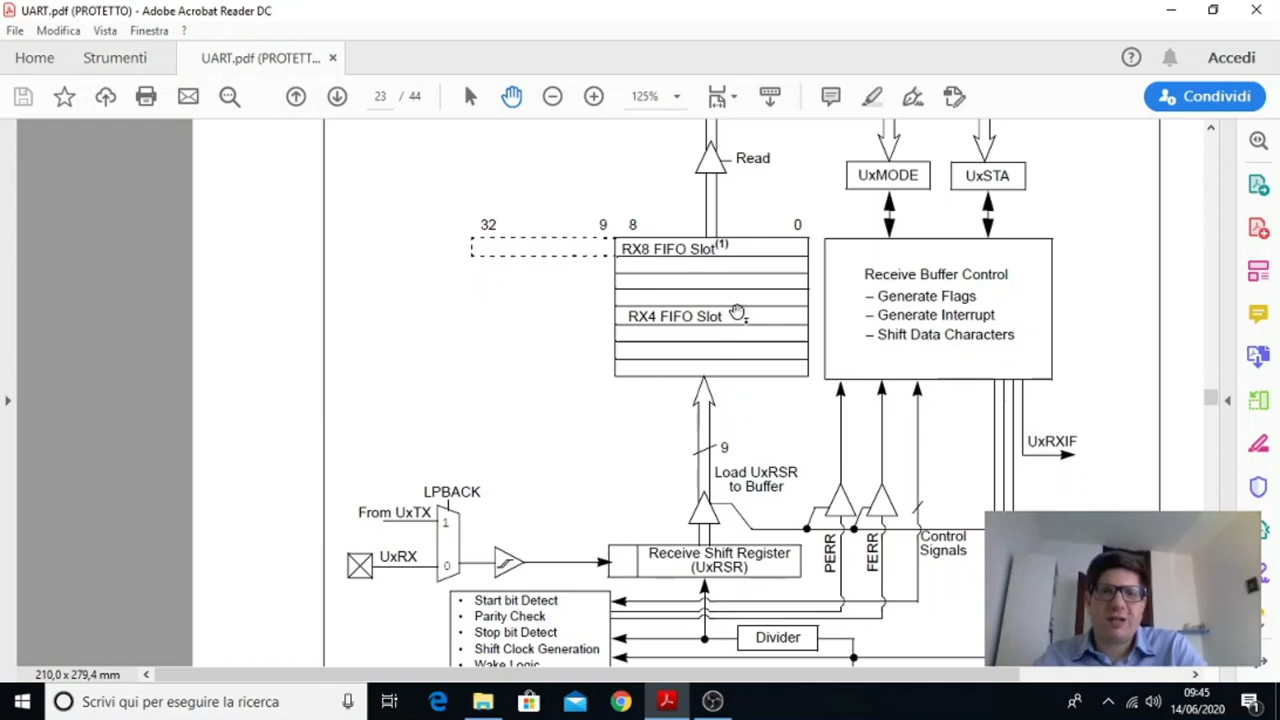 UART.pdf (PROTETTO) - Adobe Acrobat Reader DC
File Modifica Vista Finestra ?
Home Strumenti UART.pdf (PROTETT... × Accedi
23 / 44 125% Condividi
Read
UxMODE UxSTA
32 9 8 0
RX8 FIFO Slot(1)
RX4 FIFO Slot
Receive Buffer Control
– Generate Flags
– Generate Interrupt
– Shift Data Characters
9
Load UxRSR
to Buffer
UxRXIF
LPBACK
From UxTX
1
UxRX
0
Receive Shift Register
(UxRSR)
PERR
FERR
Control
Signals
• Start bit Detect
• Parity Check
• Stop bit Detect
• Shift Clock Generation
• Wake Logic
Divider
210,0 x 279,4 mm
Scrivi qui per eseguire la ricerca
09:45
14/06/2020
1